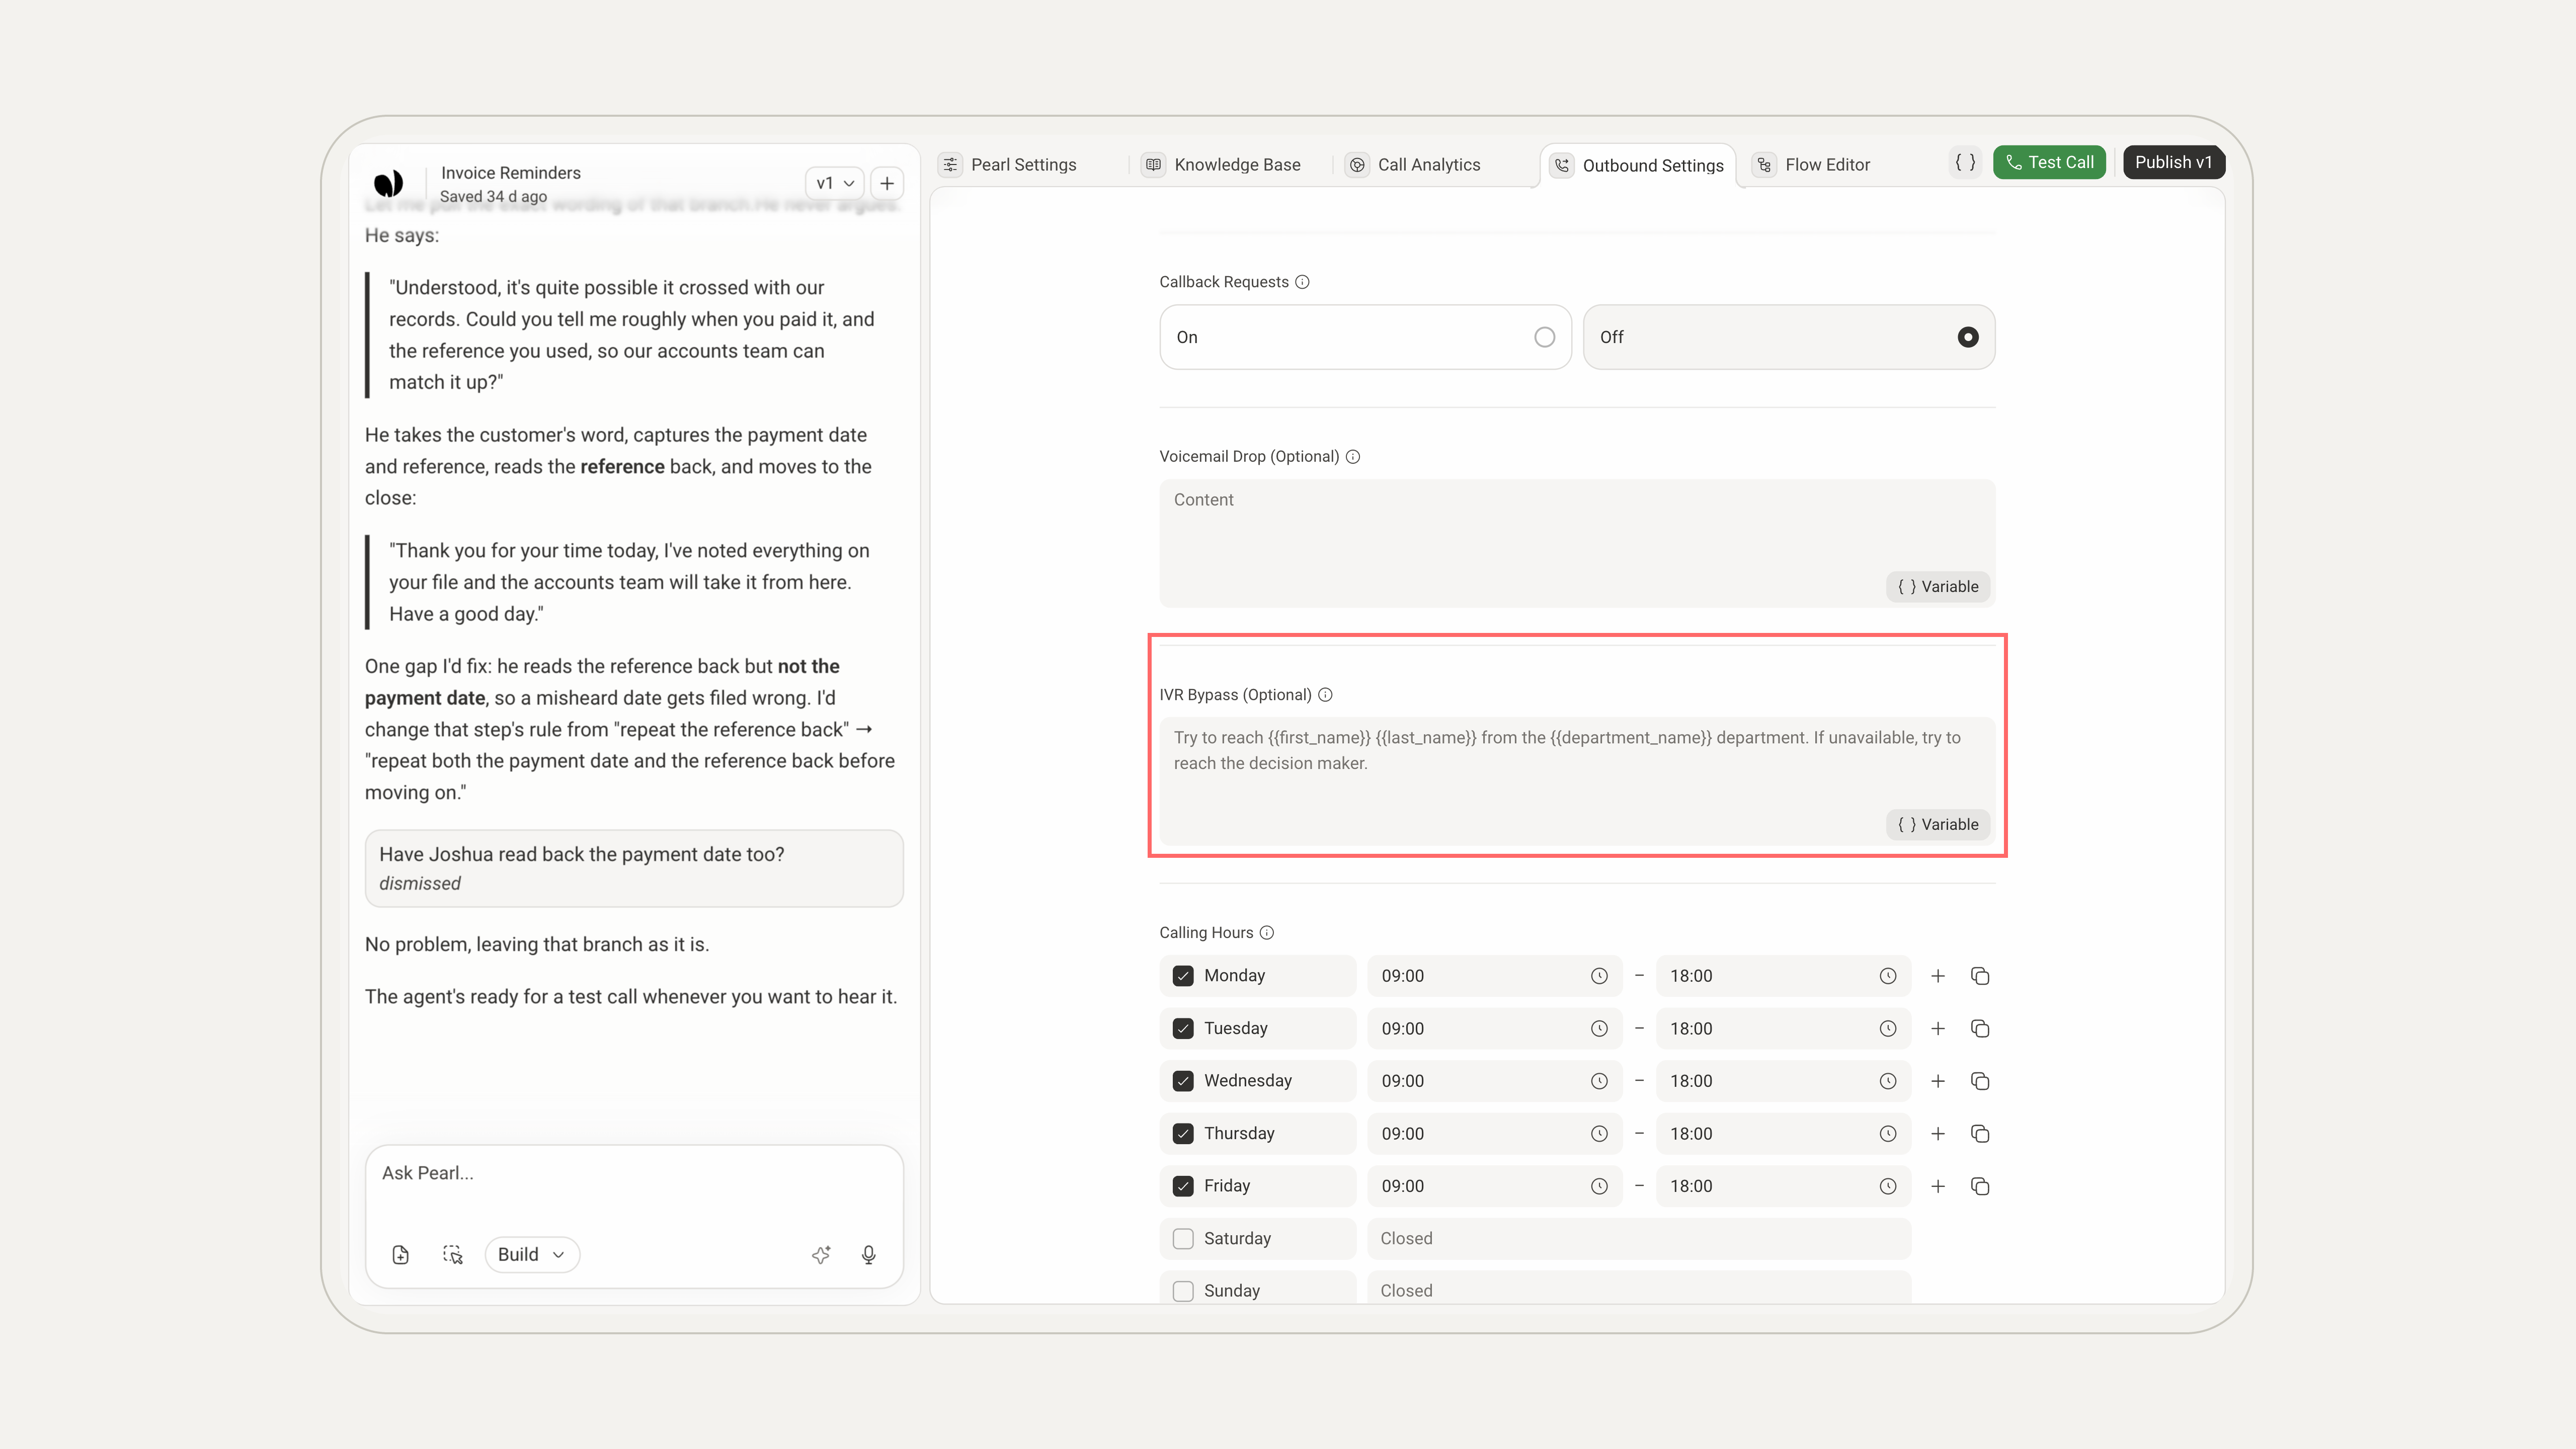 Invoice Reminders
Saved 34 d ago
v1
Let me pull the exact wording of that branch.He never argues.
He says:
"Understood, it's quite possible it crossed with our
records. Could you tell me roughly when you paid it, and
the reference you used, so our accounts team can
match it up?"
He takes the customer's word, captures the payment date
and reference, reads the reference back, and moves to the
close:
"Thank you for your time today, I've noted everything on
your file and the accounts team will take it from here.
Have a good day."
One gap I'd fix: he reads the reference back but not the
payment date, so a misheard date gets filed wrong. I'd
change that step's rule from "repeat the reference back" →
"repeat both the payment date and the reference back before
moving on."
Have Joshua read back the payment date too?
dismissed
No problem, leaving that branch as it is.
The agent's ready for a test call whenever you want to hear it.
Ask Pearl...
Build
Pearl Settings
Knowledge Base
Call Analytics
Outbound Settings
Flow Editor
{ }
Test Call
Publish v1
Callback Requests
On
Off
Voicemail Drop (Optional)
Content
{ } Variable
IVR Bypass (Optional)
Try to reach {{first_name}} {{last_name}} from the {{department_name}} department. If unavailable, try to
reach the decision maker.
{ } Variable
Calling Hours
Monday 09:00 – 18:00
Tuesday 09:00 – 18:00
Wednesday 09:00 – 18:00
Thursday 09:00 – 18:00
Friday 09:00 – 18:00
Saturday Closed
Sunday Closed